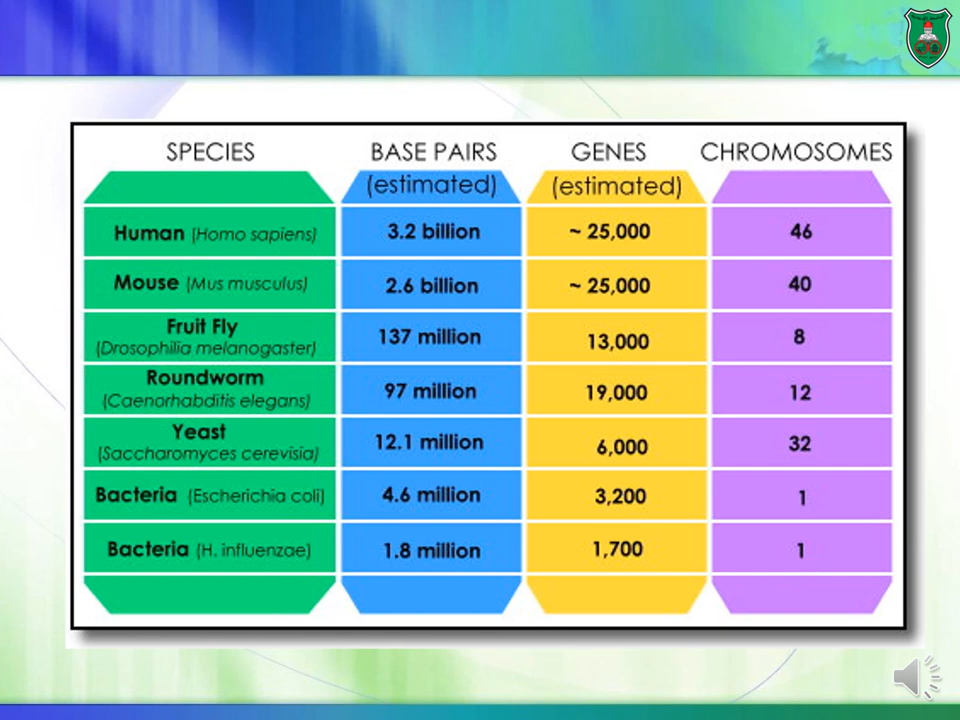 SPECIES BASE PAIRS GENES CHROMOSOMES
(estimated) (estimated)
Human (Homo sapiens) 3.2 billion ~ 25,000 46
Mouse (Mus musculus) 2.6 billion ~ 25,000 40
Fruit Fly
(Drosophilia melanogaster) 137 million 13,000 8
Roundworm
(Caenorhabditis elegans) 97 million 19,000 12
Yeast
(Saccharomyces cerevisia) 12.1 million 6,000 32
Bacteria (Escherichia coli) 4.6 million 3,200 1
Bacteria (H. influenzae) 1.8 million 1,700 1